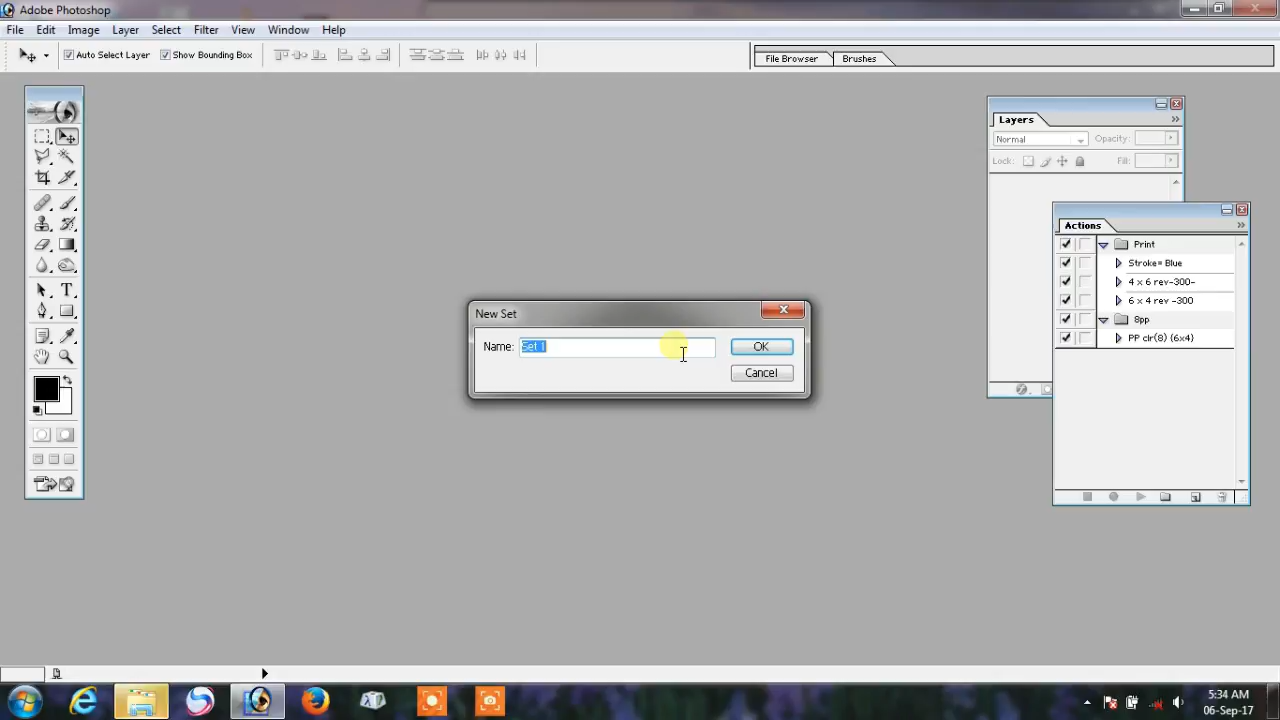 Adobe Photoshop
File Edit Image Layer Select Filter View Window Help
Auto Select Layer Show Bounding Box
File Browser Brushes
Layers
Normal Opacity:
Lock: Fill:
Actions
Print
Stroke= Blue
4 x 6 rev-300-
6 x 4 rev -300
8pp
PP clr(8) (6x4)
New Set
Name: Set 1 OK
Cancel
T
5:34 AM
06-Sep-17